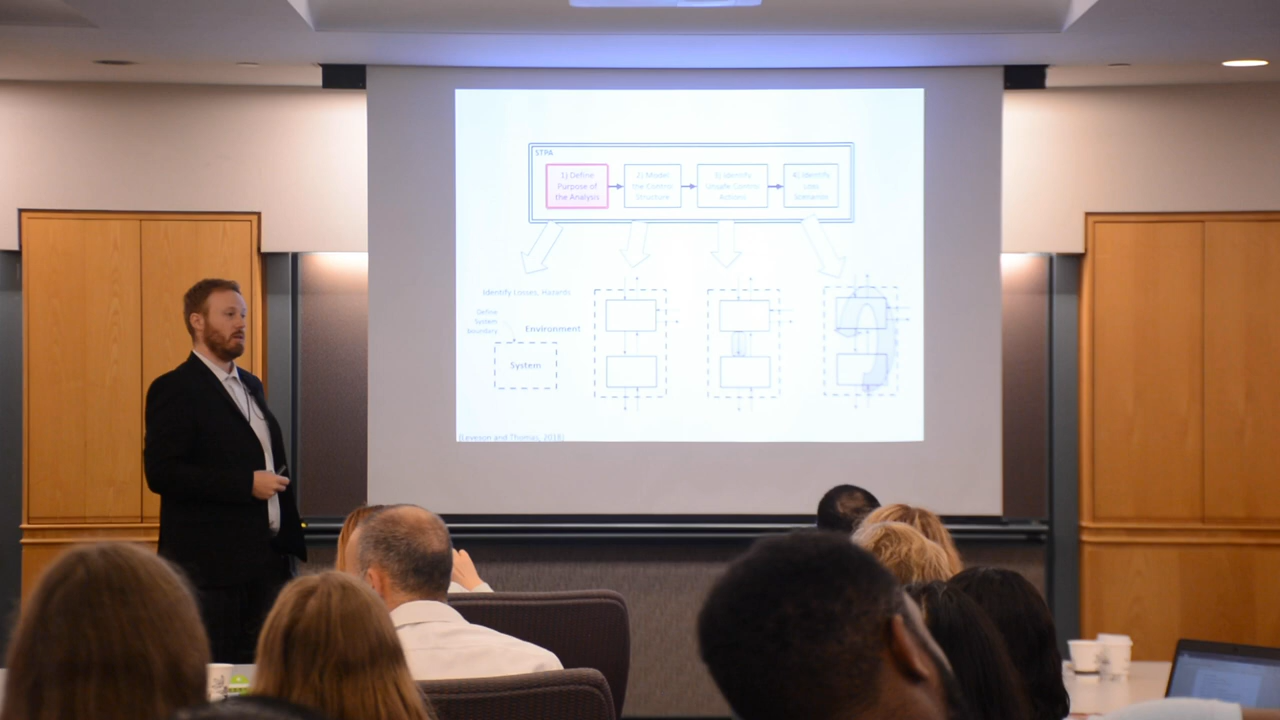 STPA
1) Define
Purpose of
the Analysis
2) Model
the Control
Structure
3) Identify
Unsafe Control
Actions
4) Identify
Loss
Scenarios
Identify Losses, Hazards
Define
System
boundary
Environment
System
(Leveson and Thomas, 2018)